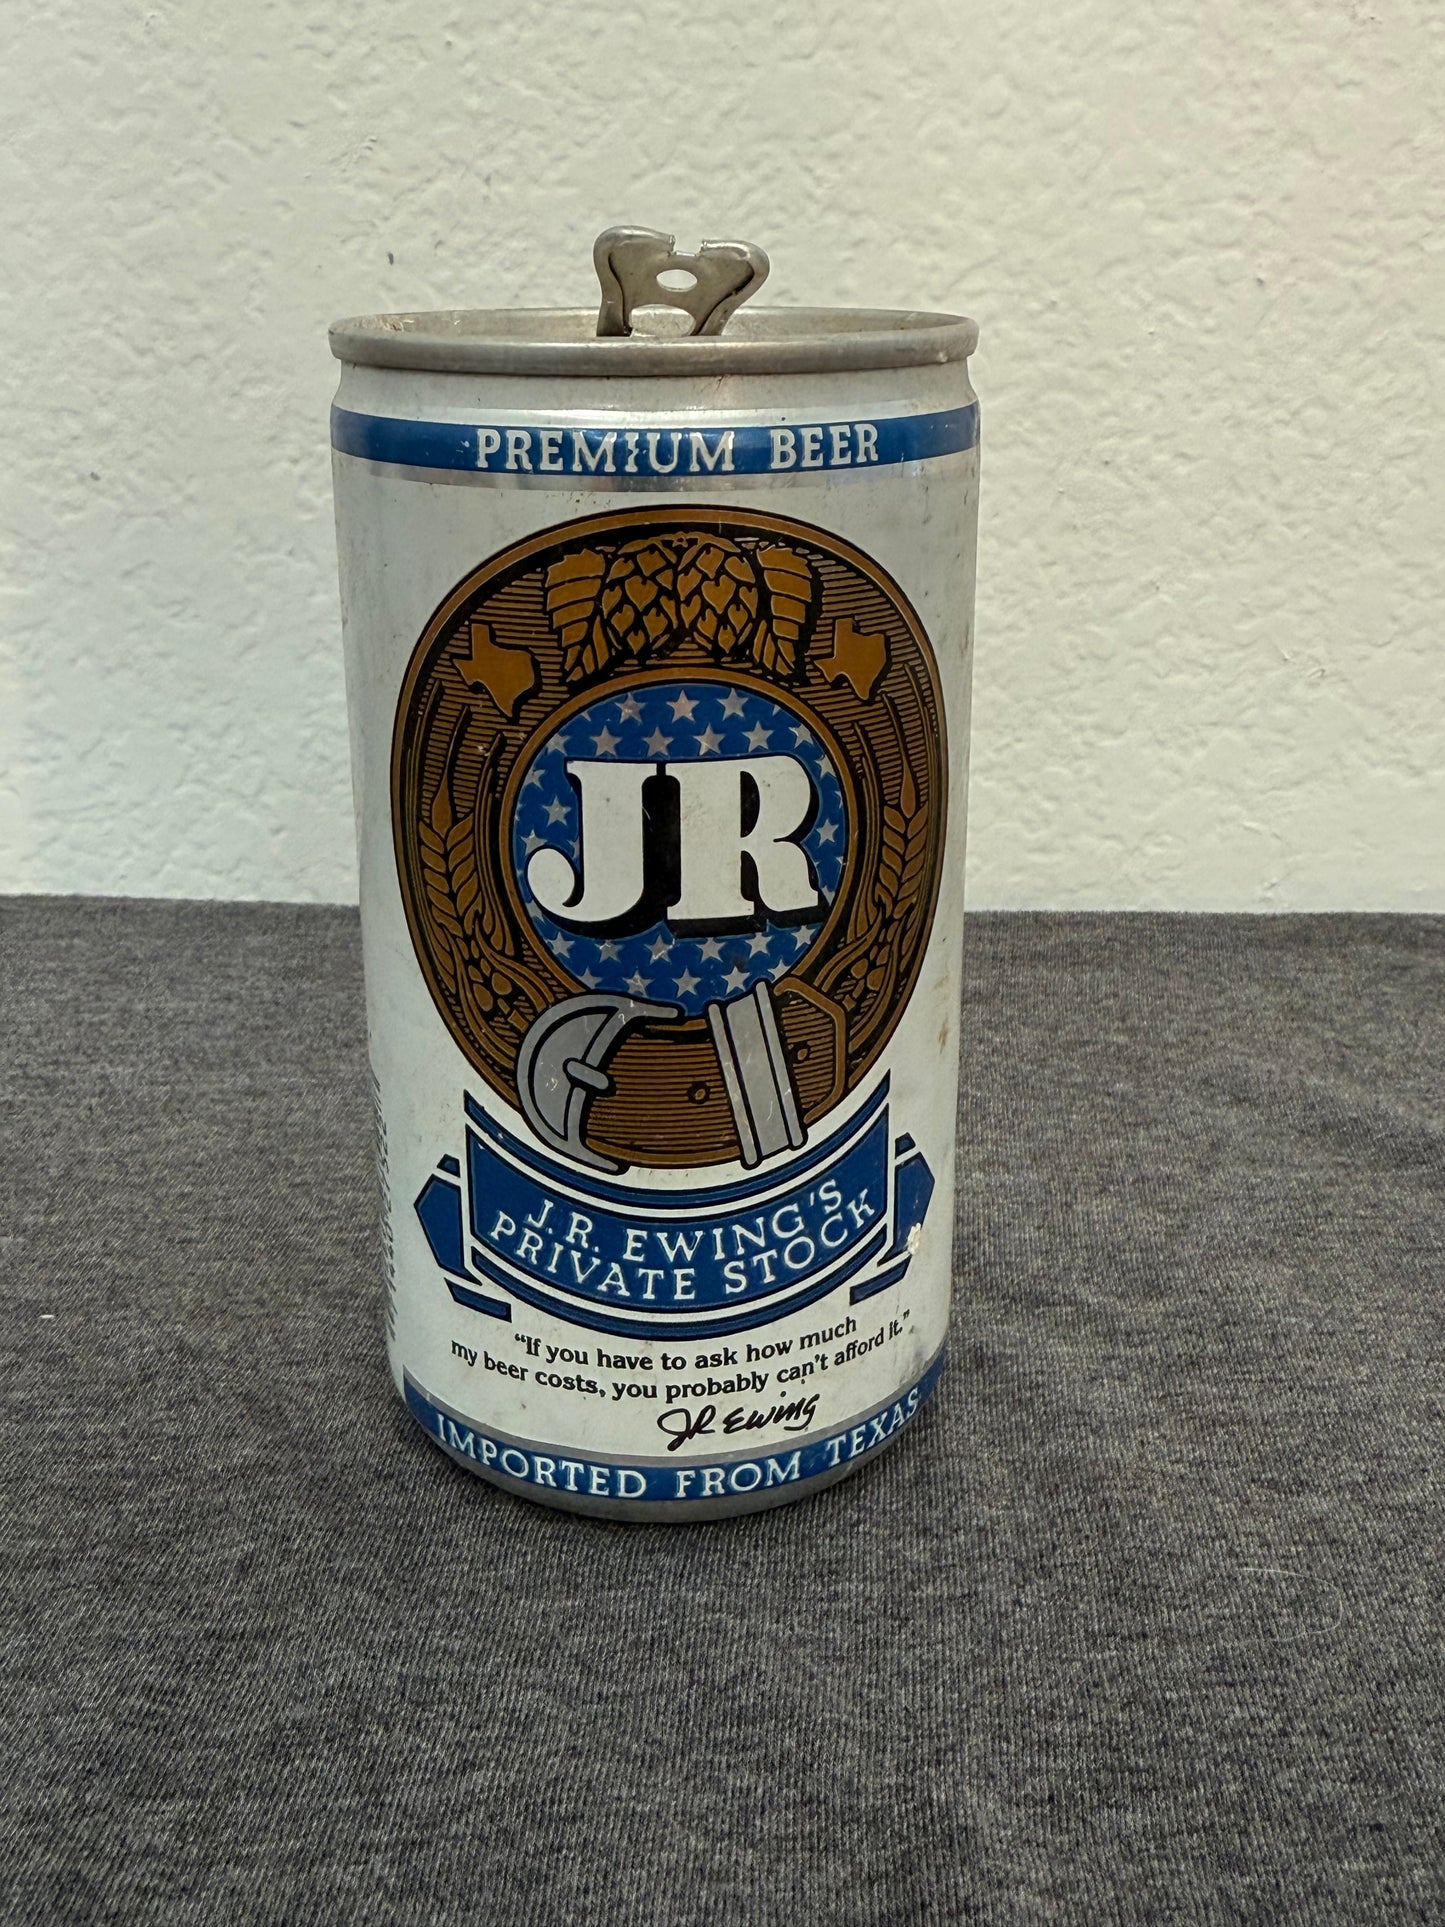 PREMIUM BEER
JR
J.R. EWING'S
PRIVATE STOCK
“If you have to ask how much
my beer costs, you probably can't afford it.”
JR Ewing
IMPORTED FROM TEXAS